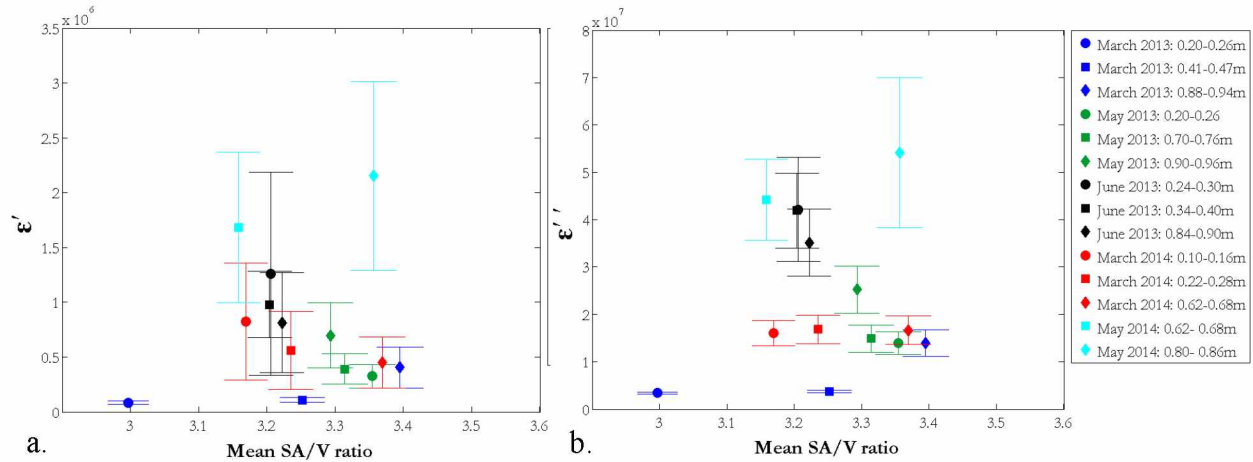 x 10⁶
3.5
3
2.5
2
1.5
1
0.5
0
ε′
3
3.1
3.2
3.3
3.4
3.5
3.6
Mean SA/V ratio
a.
x 10⁷
8
7
6
5
4
3
2
1
0
ε′ ′
3
3.1
3.2
3.3
3.4
3.5
3.6
Mean SA/V ratio
b.
March 2013: 0.20-0.26m
March 2013: 0.41-0.47m
March 2013: 0.88-0.94m
May 2013: 0.20-0.26
May 2013: 0.70-0.76m
May 2013: 0.90-0.96m
June 2013: 0.24-0.30m
June 2013: 0.34-0.40m
June 2013: 0.84-0.90m
March 2014: 0.10-0.16m
March 2014: 0.22-0.28m
March 2014: 0.62-0.68m
May 2014: 0.62- 0.68m
May 2014: 0.80- 0.86m